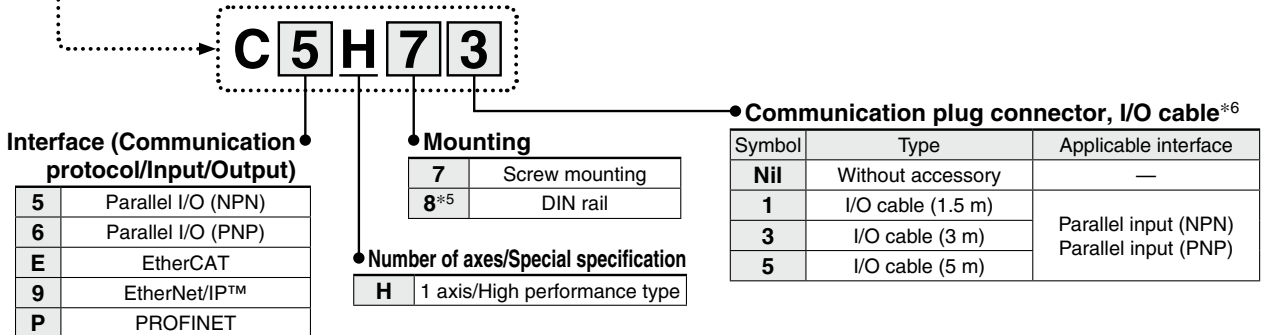 C 5 H 7 3
Interface (Communication
protocol/Input/Output)
5 Parallel I/O (NPN)
6 Parallel I/O (PNP)
E EtherCAT
9 EtherNet/IP™
P PROFINET
Mounting
7 Screw mounting
8*5 DIN rail
Number of axes/Special specification
H 1 axis/High performance type
Communication plug connector, I/O cable*6
Symbol Type Applicable interface
Nil Without accessory —
1 I/O cable (1.5 m)
3 I/O cable (3 m)
5 I/O cable (5 m)
Parallel input (NPN)
Parallel input (PNP)